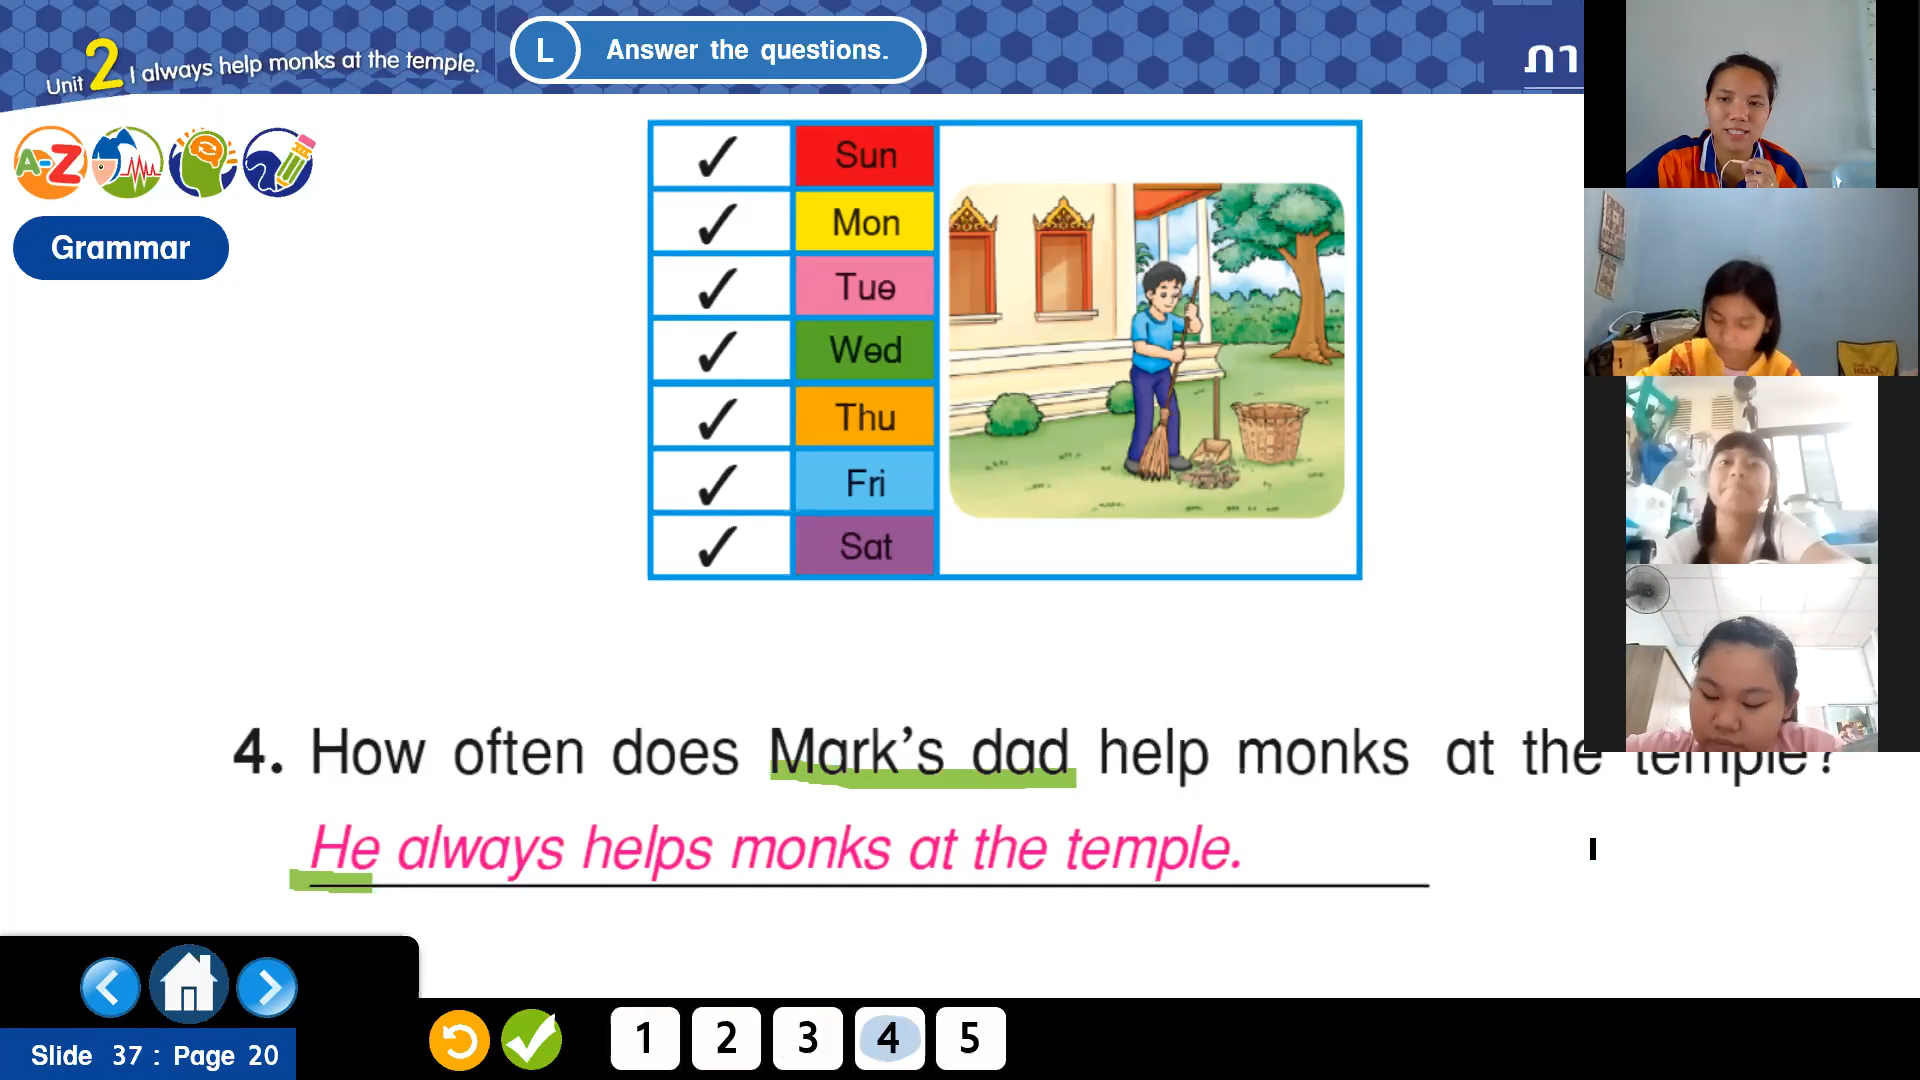 Unit 2 I always help monks at the temple.
L Answer the questions.
ภา
A-Z
Grammar
✓ Sun
✓ Mon
✓ Tue
✓ Wed
✓ Thu
✓ Fri
✓ Sat
4. How often does Mark's dad help monks at the temple?
He always helps monks at the temple.
1 2 3 4 5
Slide 37 : Page 20